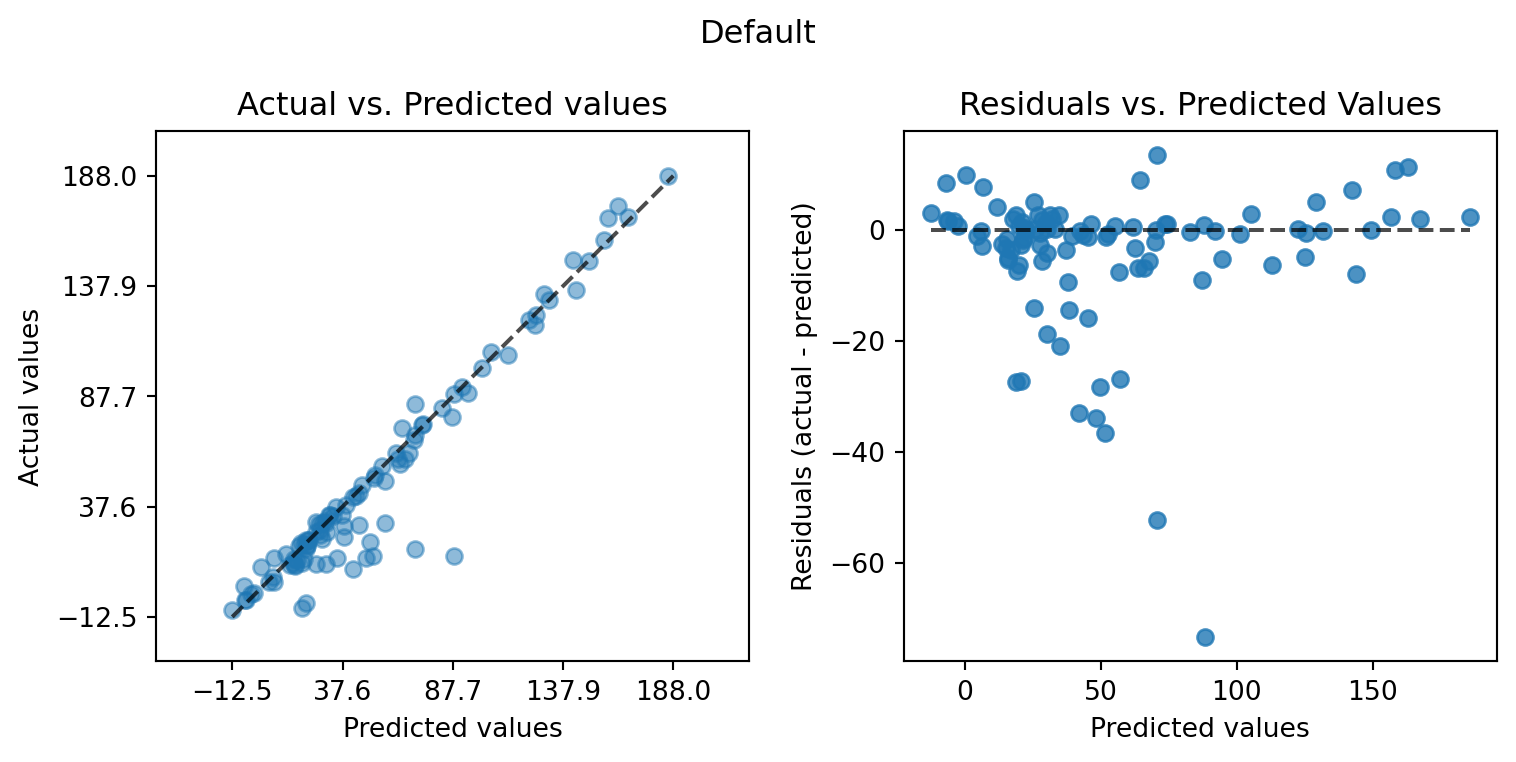 Default
Actual vs. Predicted values
Actual values
188.0
137.9
87.7
37.6
−12.5
−12.5 37.6 87.7 137.9 188.0
Predicted values
Residuals vs. Predicted Values
Residuals (actual - predicted)
0
−20
−40
−60
0 50 100 150
Predicted values